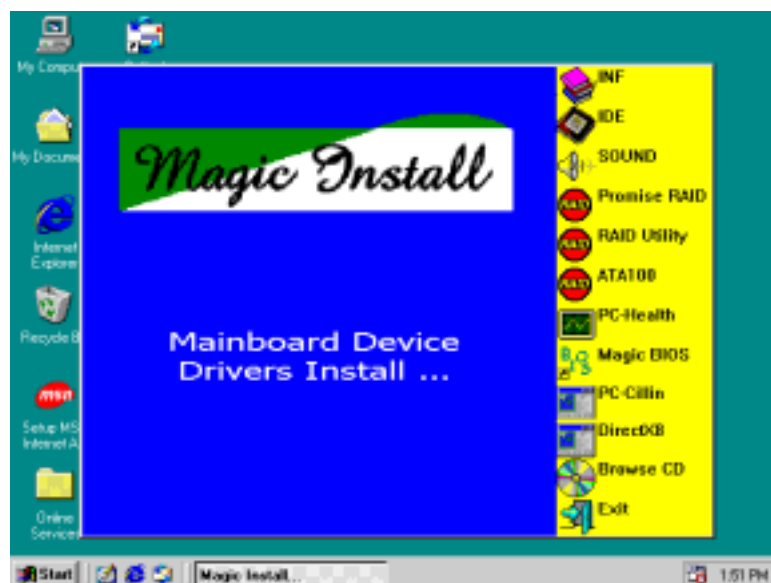 My Compu
My Docume
Internet
Explorer
Recycle B
msn
Setup MS
Internet A
Online
Services
Magic Install
Mainboard Device
Drivers Install ...
INF
IDE
SOUND
Promise RAID
RAID Utility
ATA100
PC-Health
Magic BIOS
PC-Cillin
DirectX8
Browse CD
Exit
Start
Magic Install...
1:51 PM